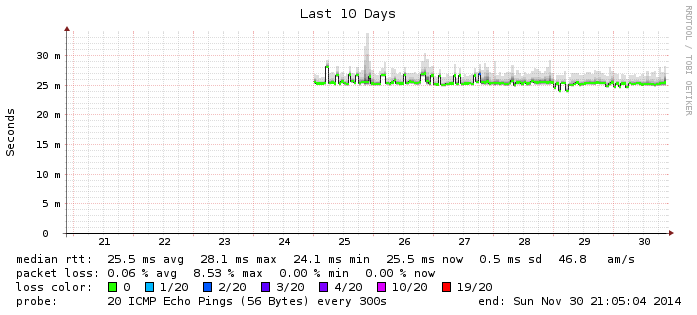 Last 10 Days
RRDTOOL / TOBI OETIKER
Seconds
30 m
25 m
20 m
15 m
10 m
5 m
0
21 22 23 24 25 26 27 28 29 30
median rtt: 25.5 ms avg 28.1 ms max 24.1 ms min 25.5 ms now 0.5 ms sd 46.8 am/s
packet loss: 0.06 % avg 8.53 % max 0.00 % min 0.00 % now
loss color: 0 1/20 2/20 3/20 4/20 10/20 19/20
probe: 20 ICMP Echo Pings (56 Bytes) every 300s end: Sun Nov 30 21:05:04 2014